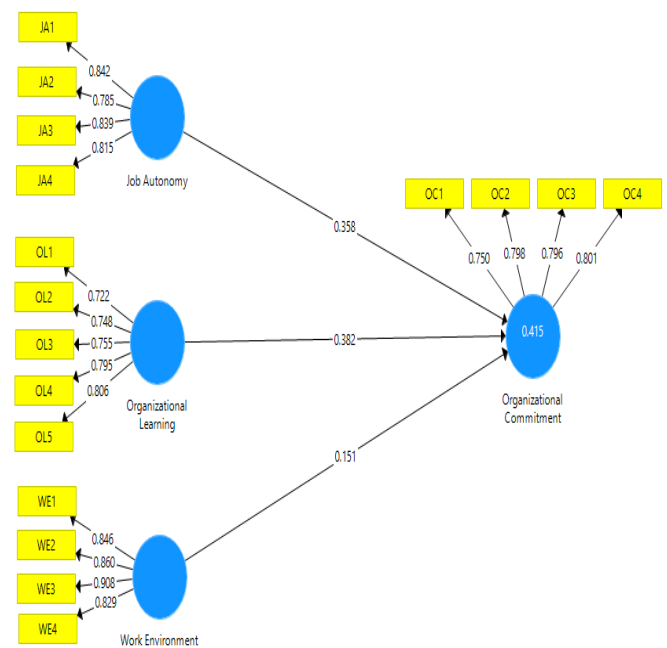 JA1
0.842
JA2
0.785
JA3
0.839
0.815
JA4
Job Autonomy
0.358
OC1
OC2
OC3
OC4
0.750
0.798
0.796
0.801
OL1
0.722
OL2
0.748
OL3
0.755
0.795
OL4
0.806
OL5
Organizational
Learning
0.382
0.415
Organizational
Commitment
0.151
WE1
0.846
WE2
0.860
WE3
0.908
0.829
WE4
Work Environment